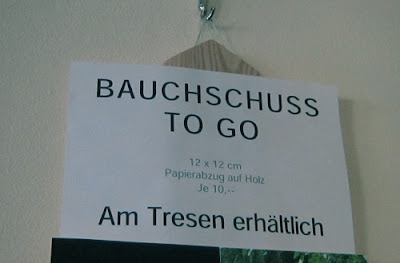 BAUCHSCHUSS
TO GO
12 x 12 cm
Papierabzug auf Holz
Je 10,--
Am Tresen erhältlich